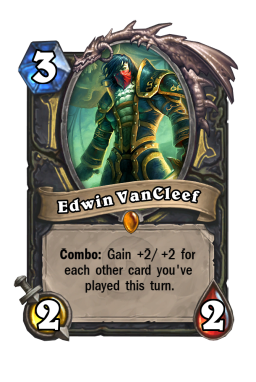 3
Edwin VanCleef
Combo: Gain +2/ +2 for
each other card you've
played this turn.
2 2